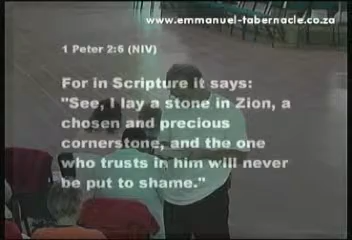 www.emmanuel-tabernacle.co.za
1 Peter 2:6 (NIV)
For in Scripture it says:
"See, I lay a stone in Zion, a
chosen and precious
cornerstone, and the one
who trusts in him will never
be put to shame."